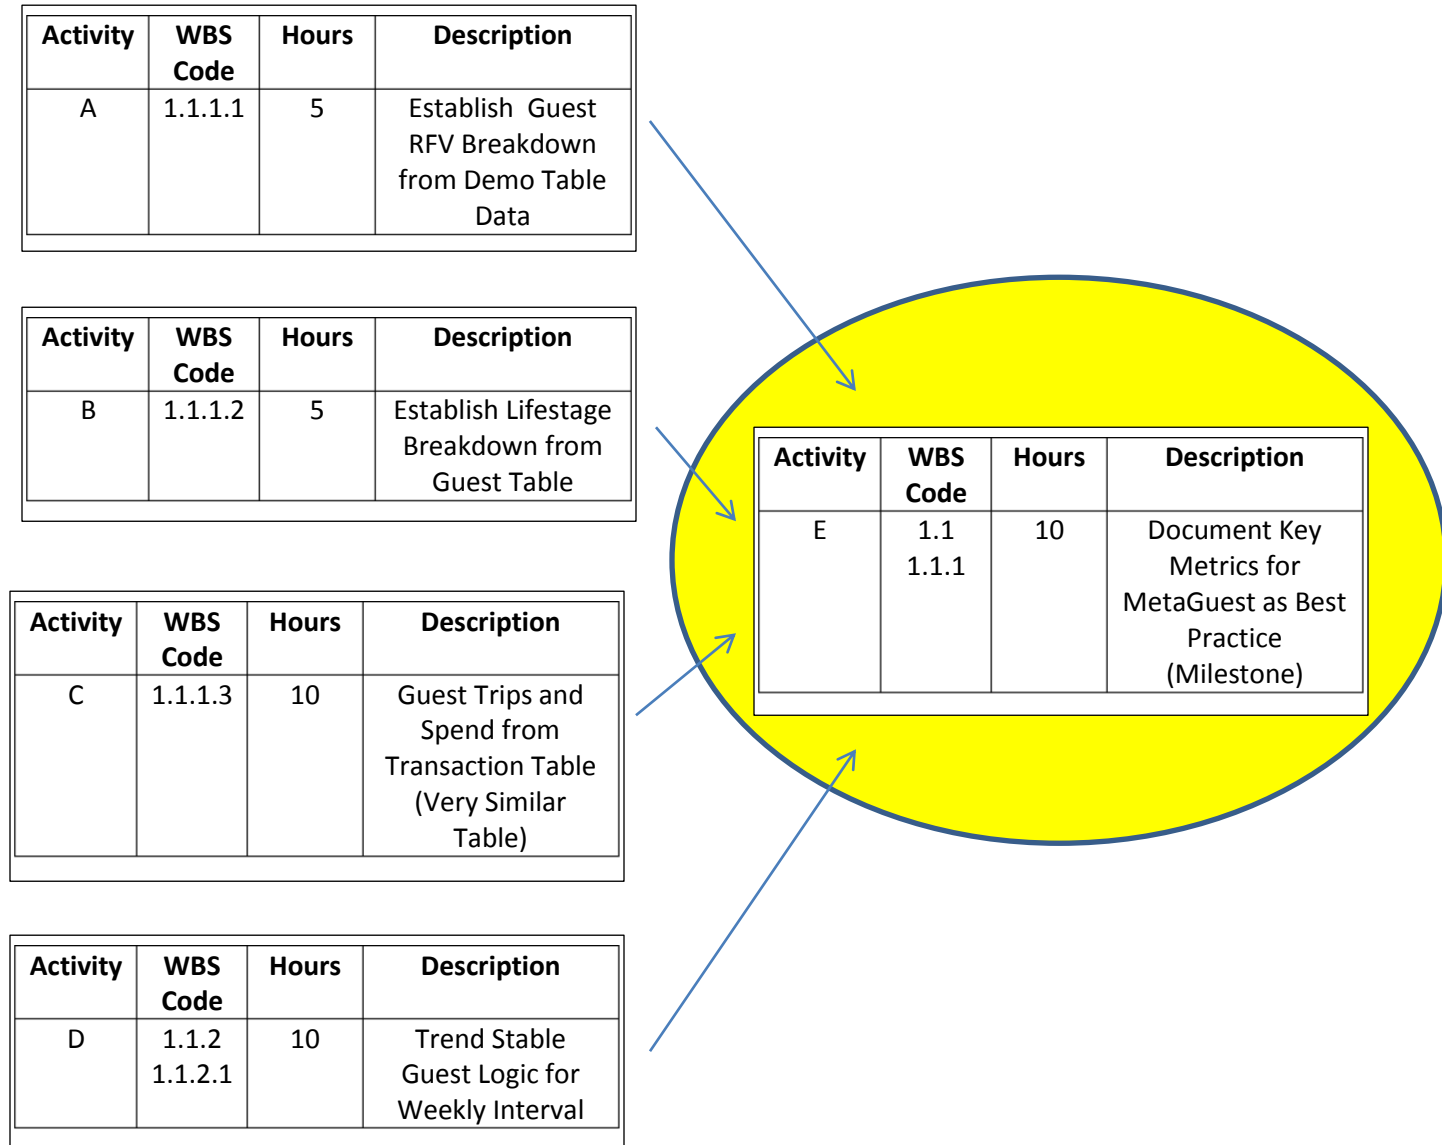 Activity WBS Code Hours Description
A 1.1.1.1 5 Establish Guest
RFV Breakdown
from Demo Table
Data
Activity WBS Code Hours Description
B 1.1.1.2 5 Establish Lifestage
Breakdown from
Guest Table
Activity WBS Code Hours Description
C 1.1.1.3 10 Guest Trips and
Spend from
Transaction Table
(Very Similar
Table)
Activity WBS Code Hours Description
D 1.1.2 10 Trend Stable
1.1.2.1 Guest Logic for
Weekly Interval
Activity WBS Code Hours Description
E 1.1 10 Document Key
1.1.1 Metrics for
MetaGuest as Best
Practice
(Milestone)